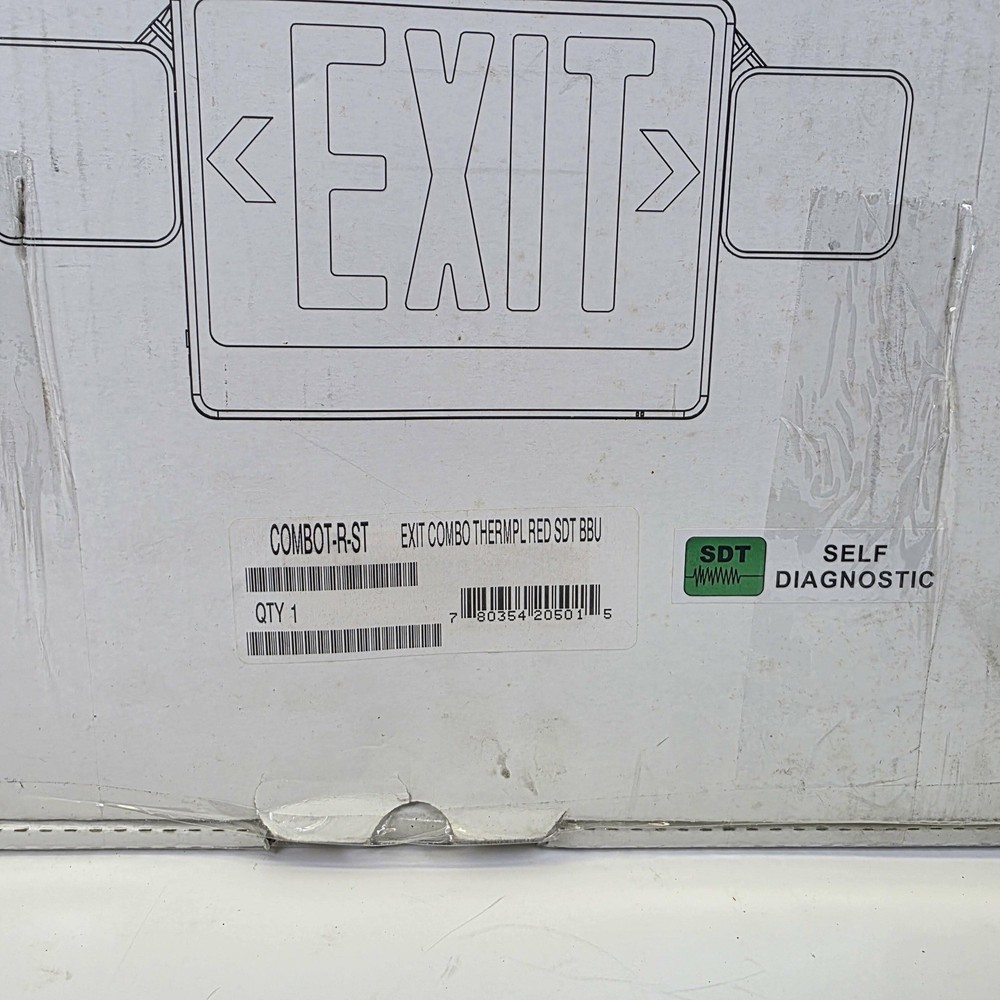 EXIT
COMBOT-R-ST EXIT COMBO THERMPL RED SDT BBU
QTY 1
7 80354 20501 5
SDT
SELF
DIAGNOSTIC